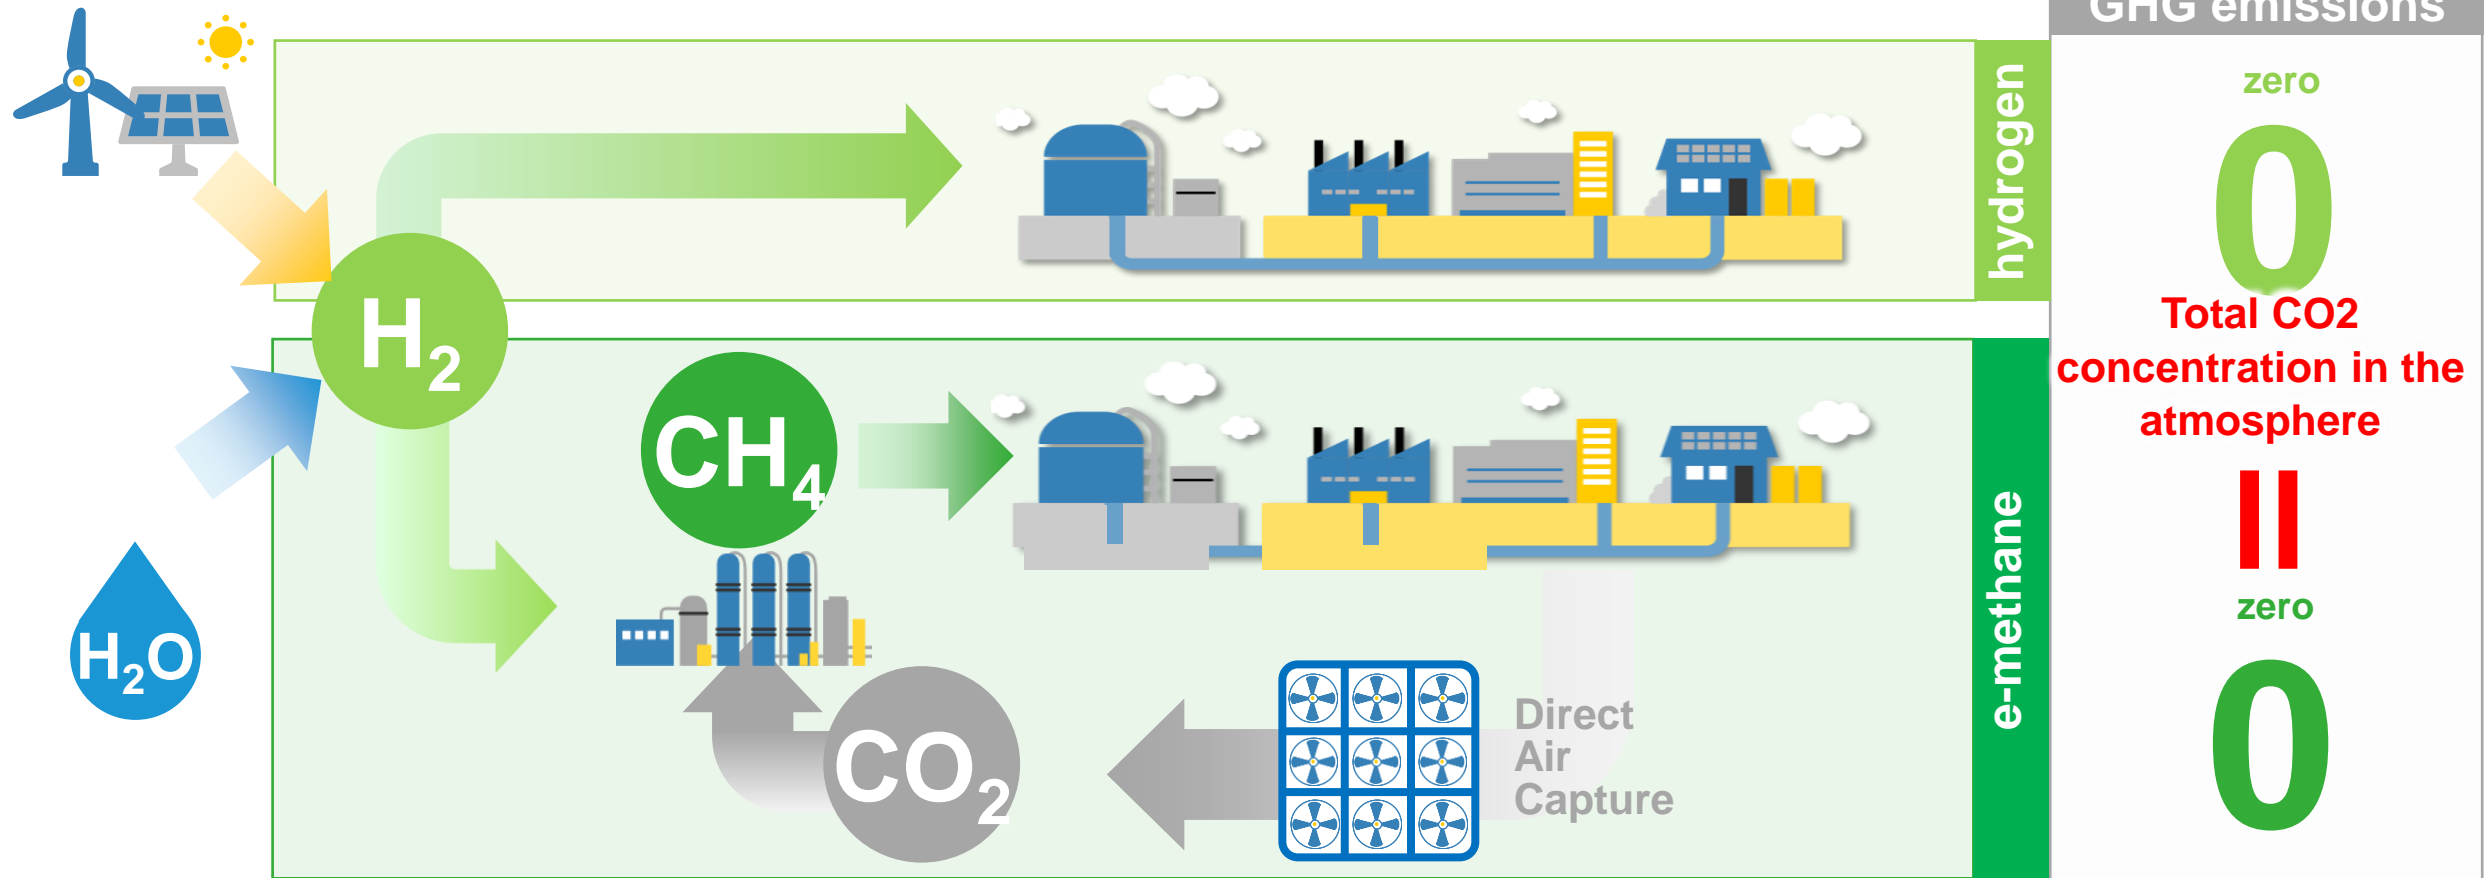 GHG emissions
hydrogen
zero
0
H2
Total CO2
concentration in the
atmosphere
=
CH4
e-methane
zero
0
H2O
CO2
Direct
Air
Capture